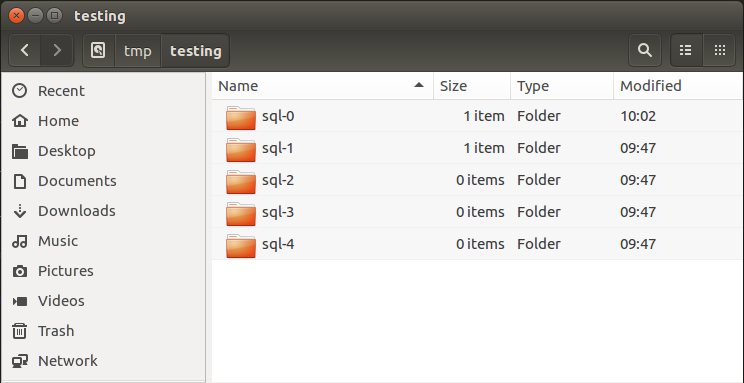 testing
tmp testing
Recent
Home
Desktop
Documents
Downloads
Music
Pictures
Videos
Trash
Network
Name Size Type Modified
sql-0 1 item Folder 10:02
sql-1 1 item Folder 09:47
sql-2 0 items Folder 09:47
sql-3 0 items Folder 09:47
sql-4 0 items Folder 09:47